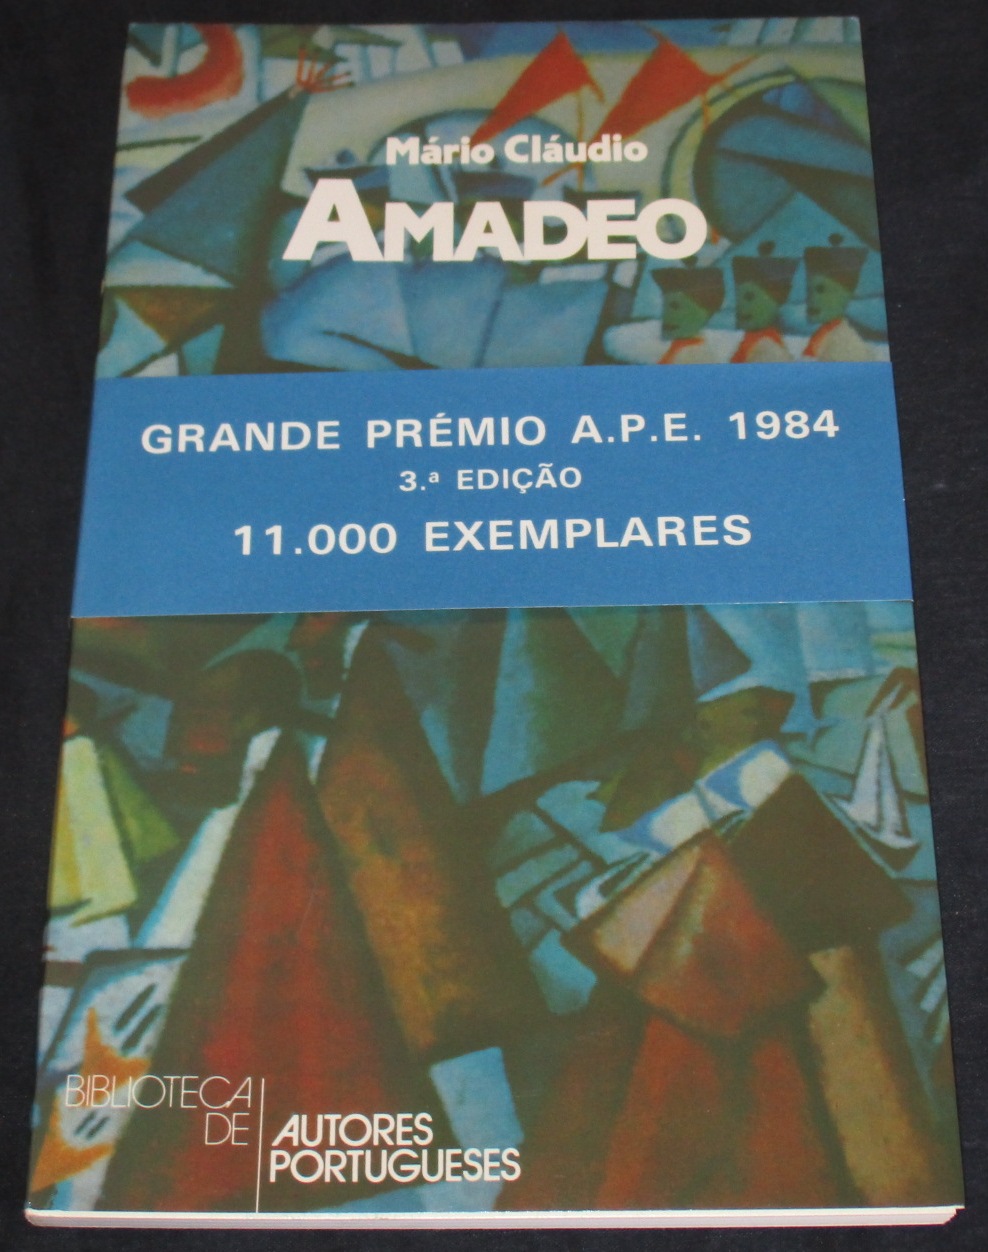 Mário Cláudio
AMADEO
GRANDE PRÉMIO A.P.E. 1984
3.ª EDIÇÃO
11.000 EXEMPLARES
BIBLIOTECA
DE
AUTORES
PORTUGUESES